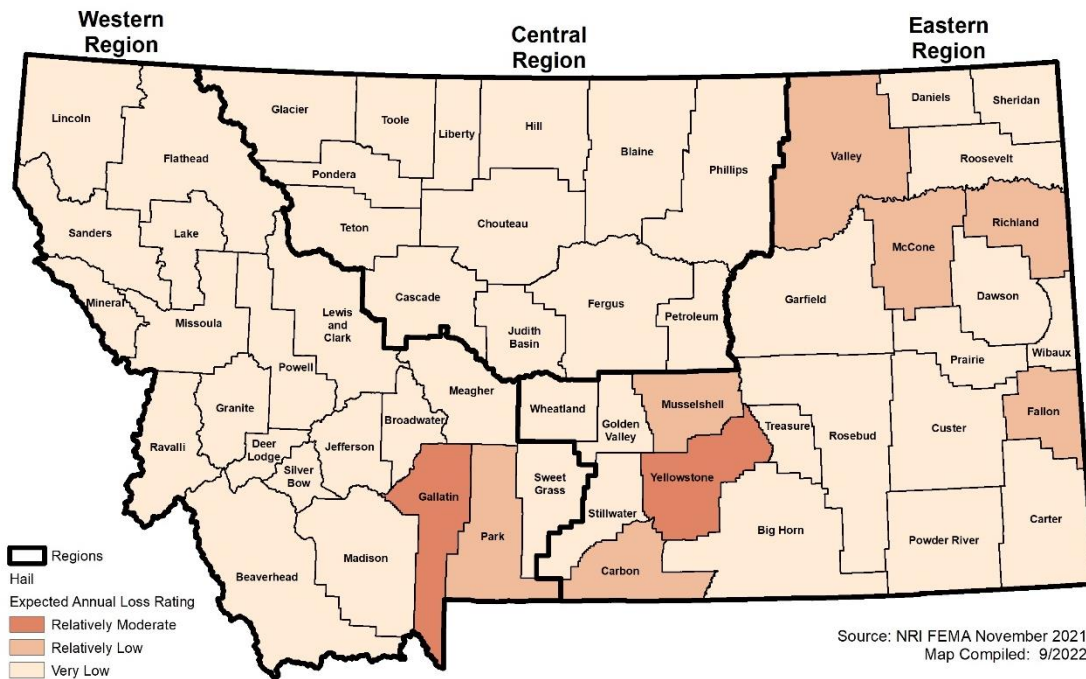 Western
Region
Central
Region
Eastern
Region
Lincoln
Flathead
Glacier
Toole
Liberty
Hill
Blaine
Phillips
Valley
Daniels
Sheridan
Roosevelt
Pondera
Teton
Chouteau
Sanders
Lake
Richland
McCone
Mineral
Missoula
Lewis
and
Clark
Cascade
Judith
Basin
Fergus
Petroleum
Garfield
Dawson
Prairie
Wibaux
Powell
Granite
Ravalli
Deer
Lodge
Silver
Bow
Jefferson
Broadwater
Meagher
Wheatland
Golden
Valley
Musselshell
Treasure
Rosebud
Custer
Fallon
Gallatin
Park
Sweet
Grass
Stillwater
Yellowstone
Big Horn
Powder River
Carter
Carbon
Madison
Beaverhead
Regions
Hail
Expected Annual Loss Rating
Relatively Moderate
Relatively Low
Very Low
Source: NRI FEMA November 2021
Map Compiled: 9/2022